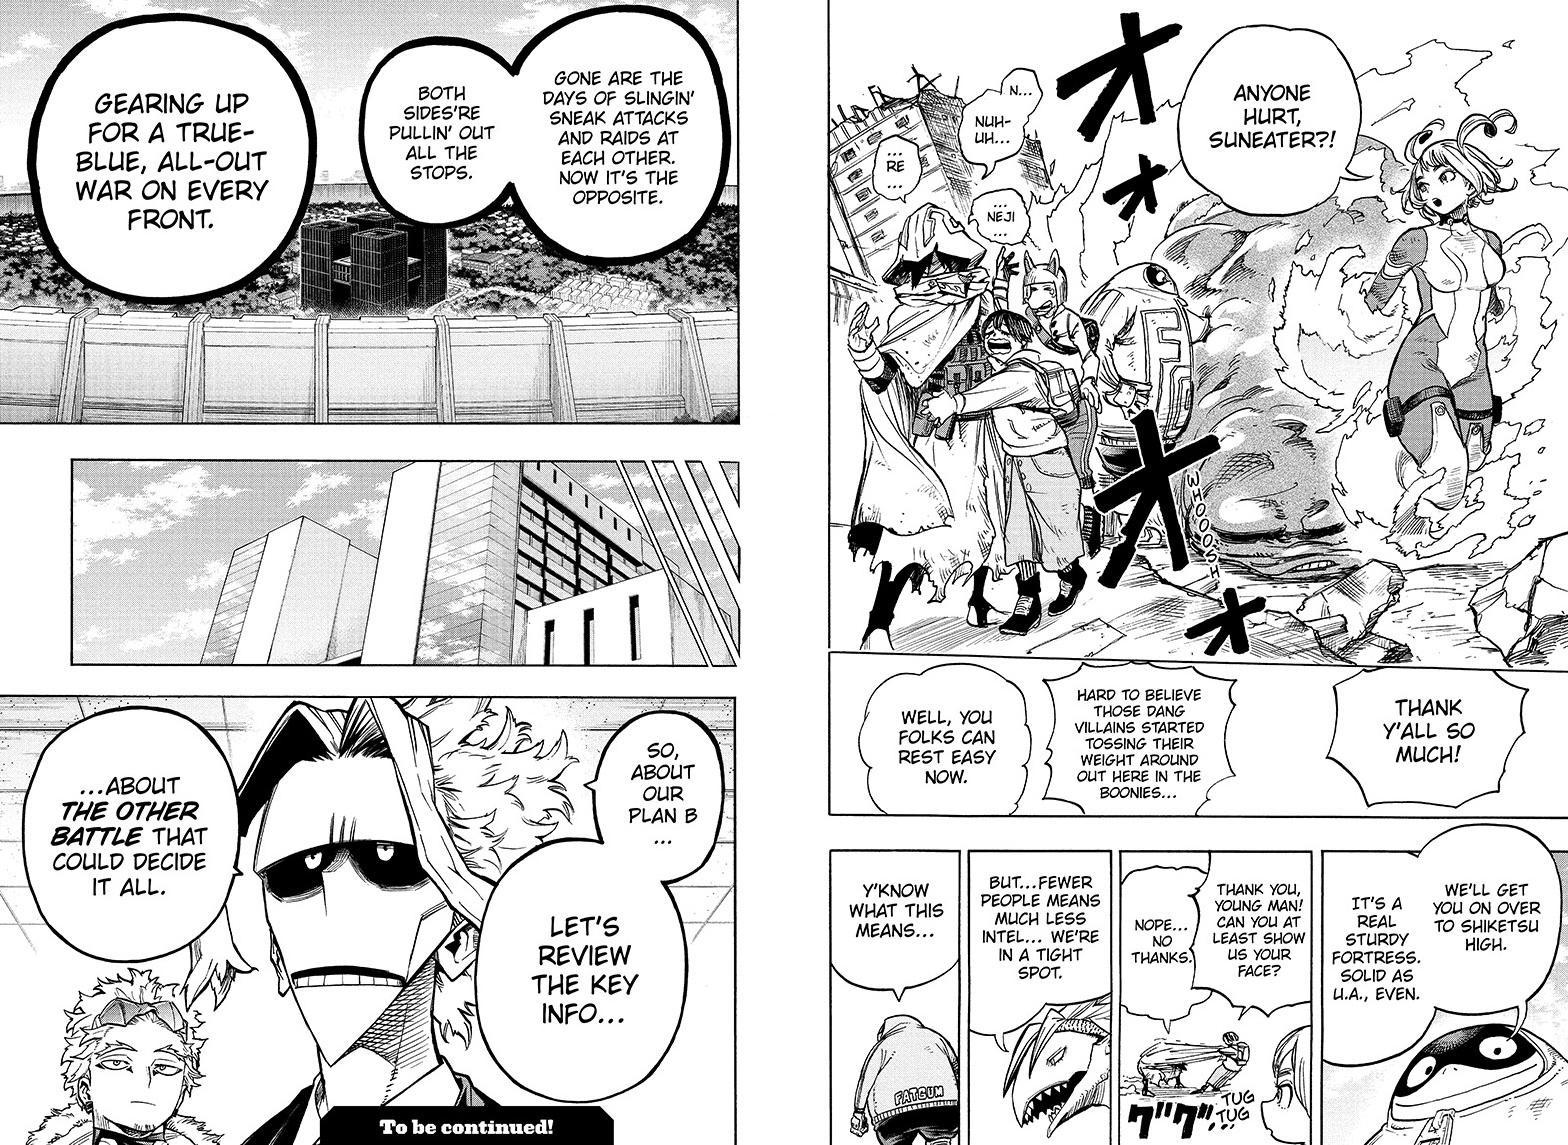 ANYONE
HURT,
SUNEATER?!
オ
オ
オ
オ
N...
NUH-
UH...
...
RE
...
...
NEJI
...
WHOOOSH
THANK
Y'ALL SO
MUCH!
HARD TO BELIEVE
THOSE DANG
VILLAINS STARTED
TOSSING THEIR
WEIGHT AROUND
OUT HERE IN THE
BOONIES...
WELL, YOU
FOLKS CAN
REST EASY
NOW.
WE'LL GET
YOU ON OVER
TO SHIKETSU
HIGH.
IT'S A
REAL
STURDY
FORTRESS.
SOLID AS
U.A., EVEN.
THANK YOU,
YOUNG MAN!
CAN YOU AT
LEAST SHOW
US YOUR
FACE?
NOPE...
NO
THANKS.
グググ…
TUG
TUG
BUT...FEWER
PEOPLE MEANS
MUCH LESS
INTEL... WE'RE
IN A TIGHT
SPOT.
Y'KNOW
WHAT THIS
MEANS...
FATGUM
GONE ARE THE
DAYS OF SLINGIN'
SNEAK ATTACKS
AND RAIDS AT
EACH OTHER.
NOW IT'S THE
OPPOSITE.
BOTH
SIDES'RE
PULLIN' OUT
ALL THE
STOPS.
GEARING UP
FOR A TRUE-
BLUE, ALL-OUT
WAR ON EVERY
FRONT.
SO,
ABOUT
OUR
PLAN B
...
LET'S
REVIEW
THE KEY
INFO...
...ABOUT
THE OTHER
BATTLE THAT
COULD DECIDE
IT ALL.
To be continued!